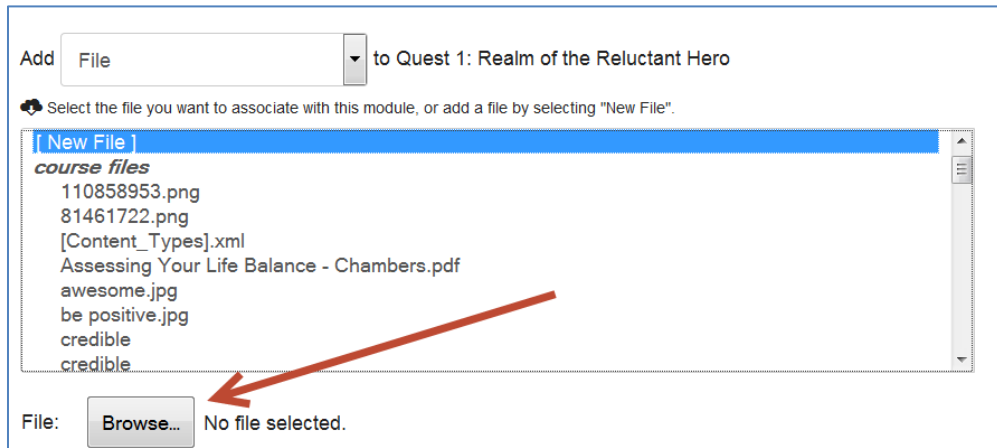 Add File to Quest 1: Realm of the Reluctant Hero
Select the file you want to associate with this module, or add a file by selecting "New File".
[ New File ]
course files
110858953.png
81461722.png
[Content_Types].xml
Assessing Your Life Balance - Chambers.pdf
awesome.jpg
be positive.jpg
credible
credible
File: Browse... No file selected.